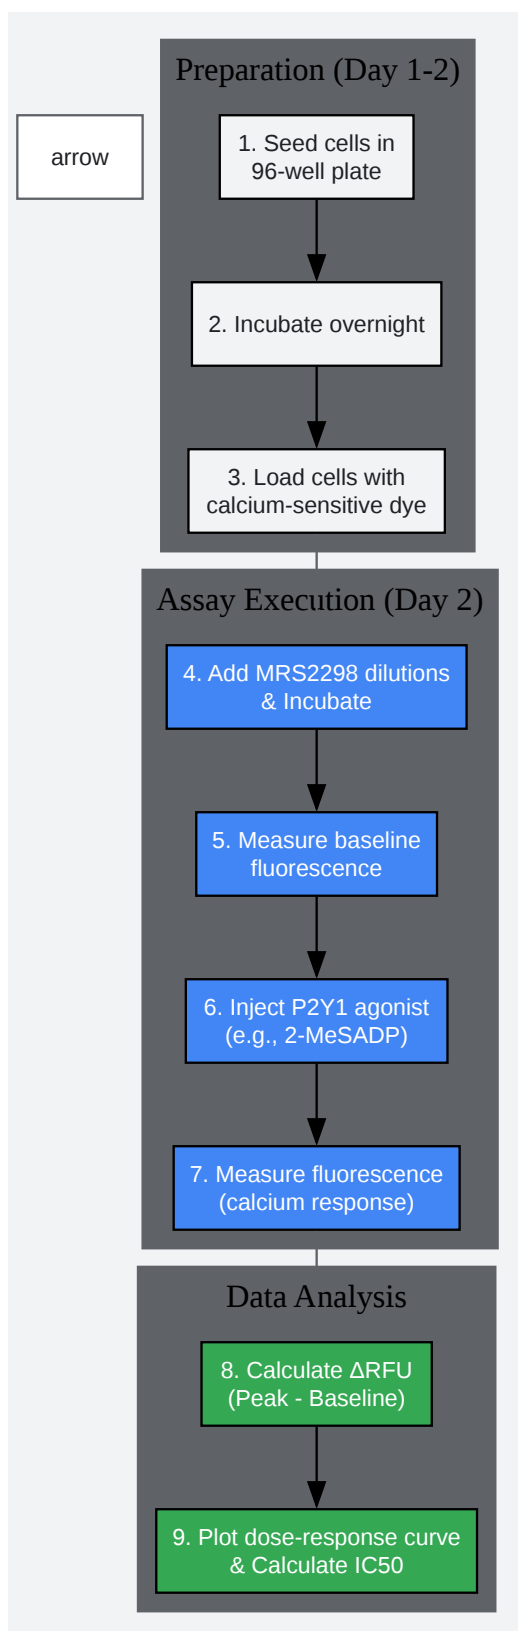 Preparation (Day 1-2)
arrow
1. Seed cells in
96-well plate
2. Incubate overnight
3. Load cells with
calcium-sensitive dye
Assay Execution (Day 2)
4. Add MRS2298 dilutions
& Incubate
5. Measure baseline
fluorescence
6. Inject P2Y1 agonist
(e.g., 2-MeSADP)
7. Measure fluorescence
(calcium response)
Data Analysis
8. Calculate ΔRFU
(Peak - Baseline)
9. Plot dose-response curve
& Calculate IC50